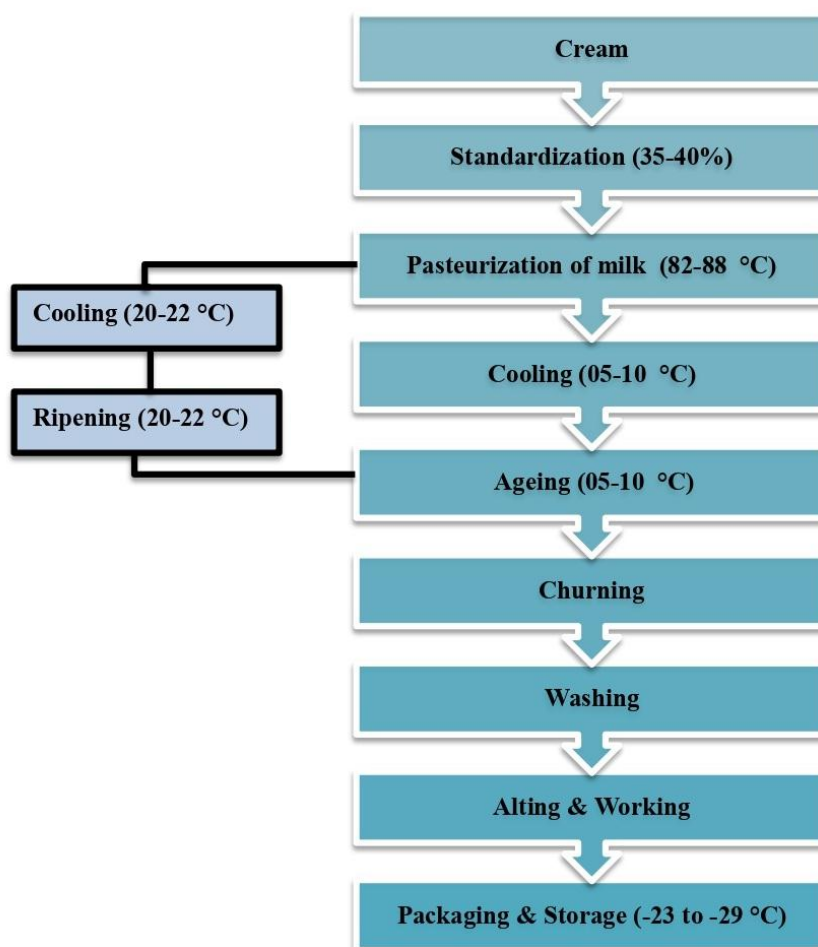 Cream
Standardization (35-40%)
Pasteurization of milk (82-88 °C)
Cooling (20-22 °C)
Ripening (20-22 °C)
Cooling (05-10 °C)
Ageing (05-10 °C)
Churning
Washing
Alting & Working
Packaging & Storage (-23 to -29 °C)